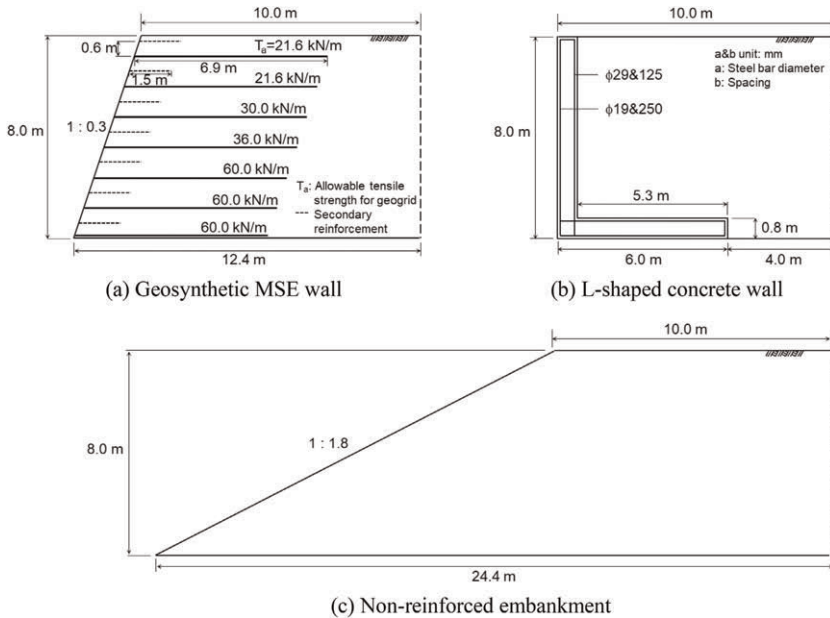 10.0 m
0.6 m
Ta=21.6 kN/m
6.9 m
1.5 m
21.6 kN/m
30.0 kN/m
8.0 m
1 : 0.3
36.0 kN/m
60.0 kN/m
Ta: Allowable tensile
strength for geogrid
Secondary
reinforcement
60.0 kN/m
60.0 kN/m
12.4 m
(a) Geosynthetic MSE wall
10.0 m
a&b unit: mm
a: Steel bar diameter
b: Spacing
ϕ29&125
ϕ19&250
8.0 m
5.3 m
0.8 m
6.0 m
4.0 m
(b) L-shaped concrete wall
10.0 m
8.0 m
1 : 1.8
24.4 m
(c) Non-reinforced embankment